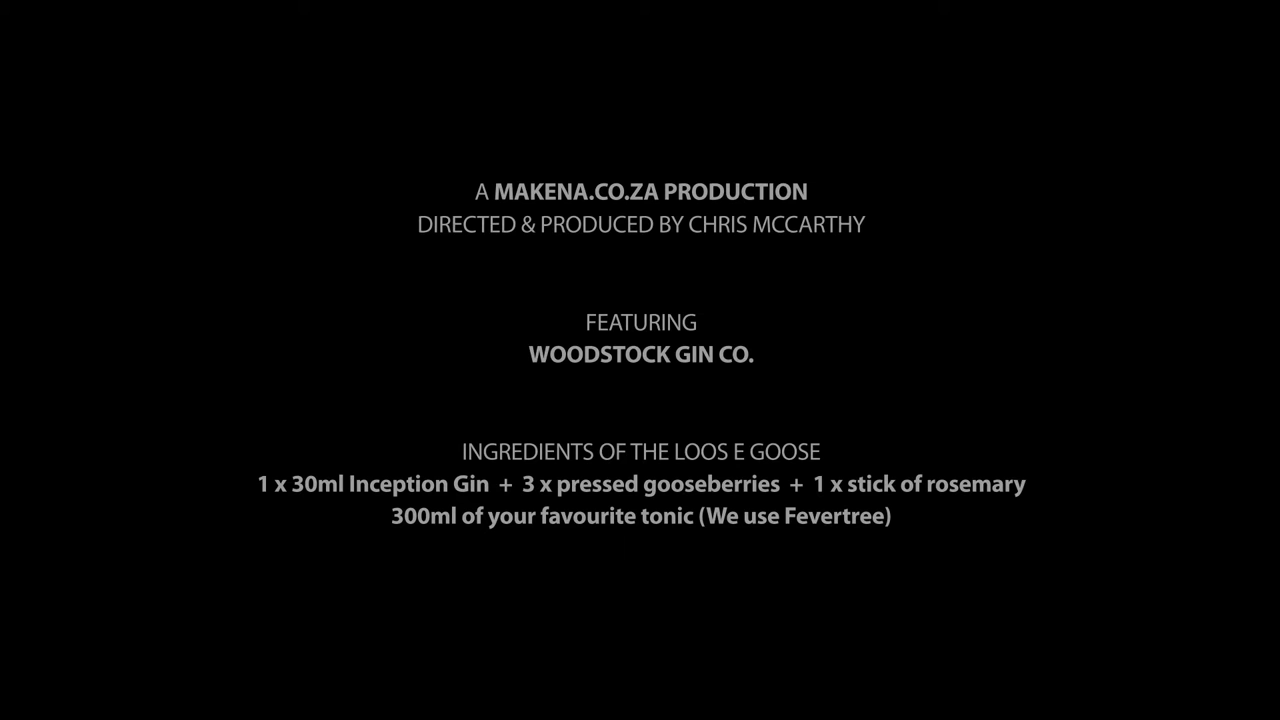 A MAKENA.CO.ZA PRODUCTION
DIRECTED & PRODUCED BY CHRIS MCCARTHY
FEATURING
WOODSTOCK GIN CO.
INGREDIENTS OF THE LOOS E GOOSE
1 x 30ml Inception Gin + 3 x pressed gooseberries + 1 x stick of rosemary
300ml of your favourite tonic (We use Fevertree)